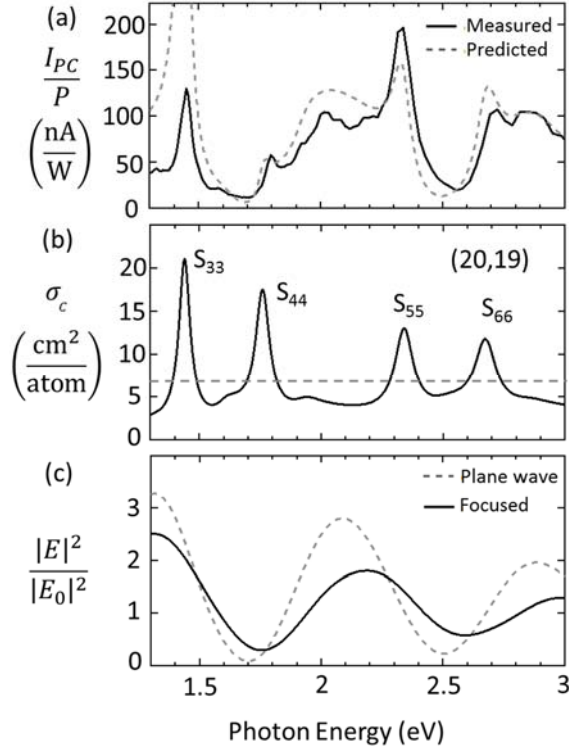 (a)
I_PC
P
(nA
W)
200
150
100
50
0
Measured
Predicted
(b)
σ_c
(cm²
atom)
20
15
10
5
0
S₃₃
S₄₄
S₅₅
S₆₆
(20,19)
(c)
|E|²
|E₀|²
3
2
1
0
Plane wave
Focused
1.5
2
2.5
3
Photon Energy (eV)